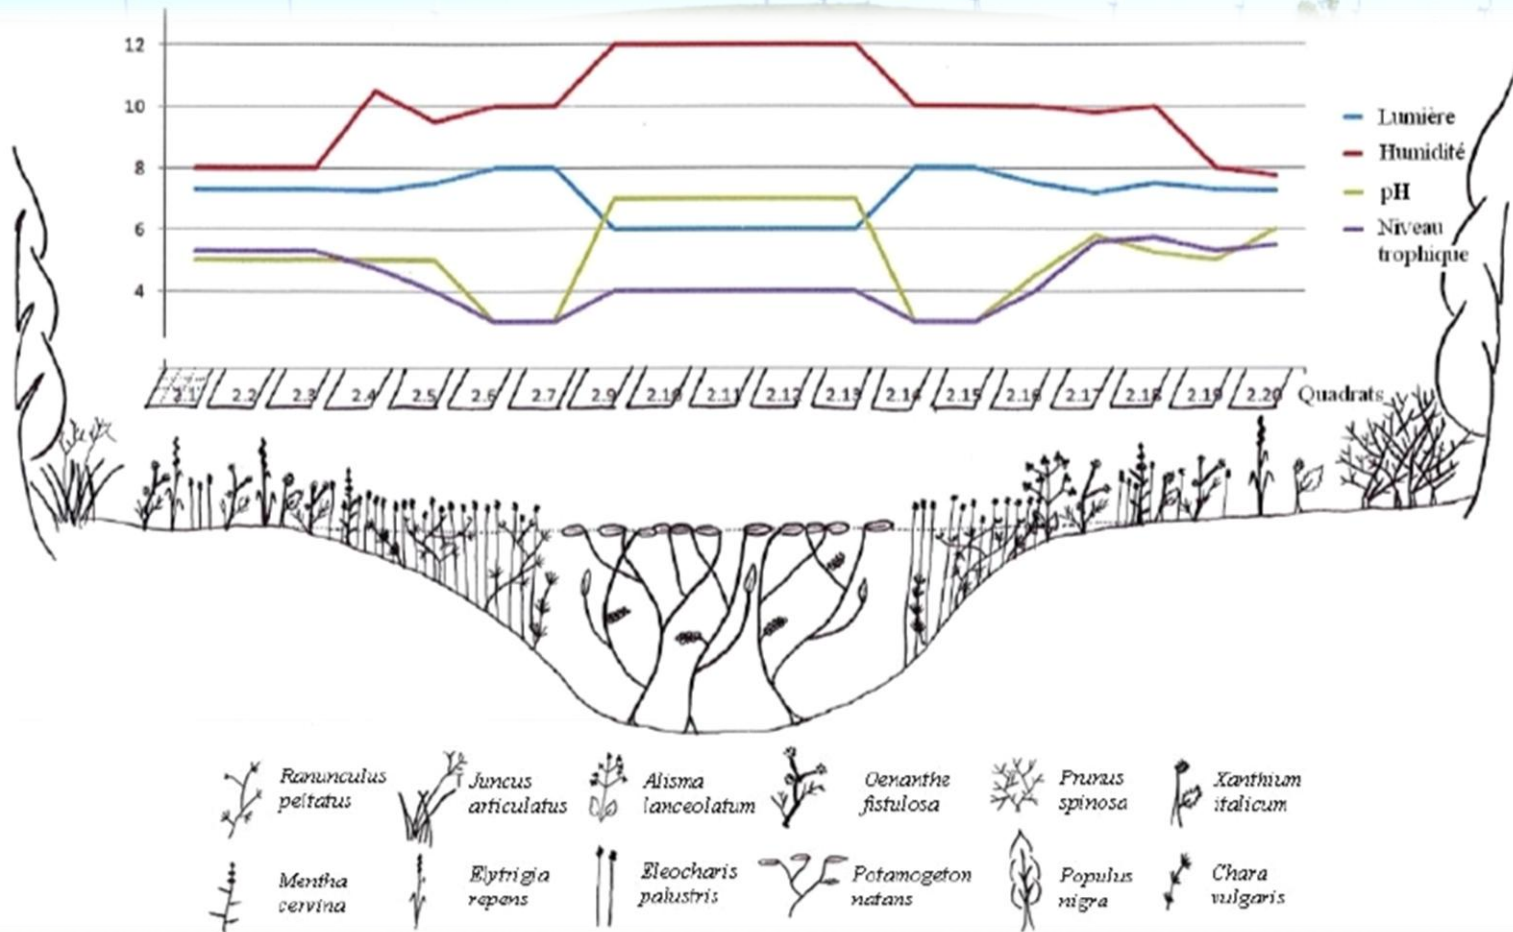 12
10
8
6
4
Lumière
Humidité
pH
Niveau
trophique
2.1 2.2 2.3 2.4 2.5 2.6 2.7 2.9 2.10 2.11 2.12 2.13 2.14 2.15 2.16 2.17 2.18 2.19 2.20 Quadrats
Ranunculus
peltatus
Juncus
articulatus
Alisma
lanceolatum
Oenanthe
fistulosa
Prunus
spinosa
Xanthium
italicum
Mentha
cervina
Elytrigia
repens
Eleocharis
palustris
Potamogeton
natans
Populus
nigra
Chara
vulgaris